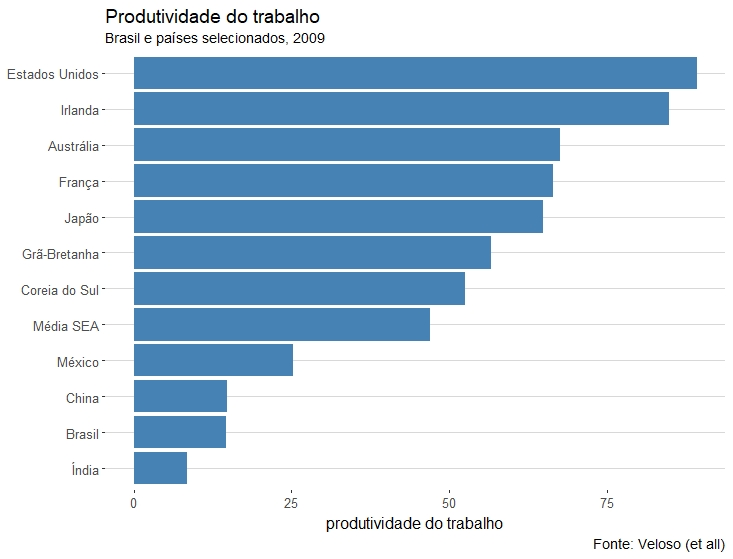 Produtividade do trabalho
Brasil e países selecionados, 2009
Estados Unidos
Irlanda
Austrália
França
Japão
Grã-Bretanha
Coreia do Sul
Média SEA
México
China
Brasil
Índia
0 25 50 75
produtividade do trabalho
Fonte: Veloso (et all)